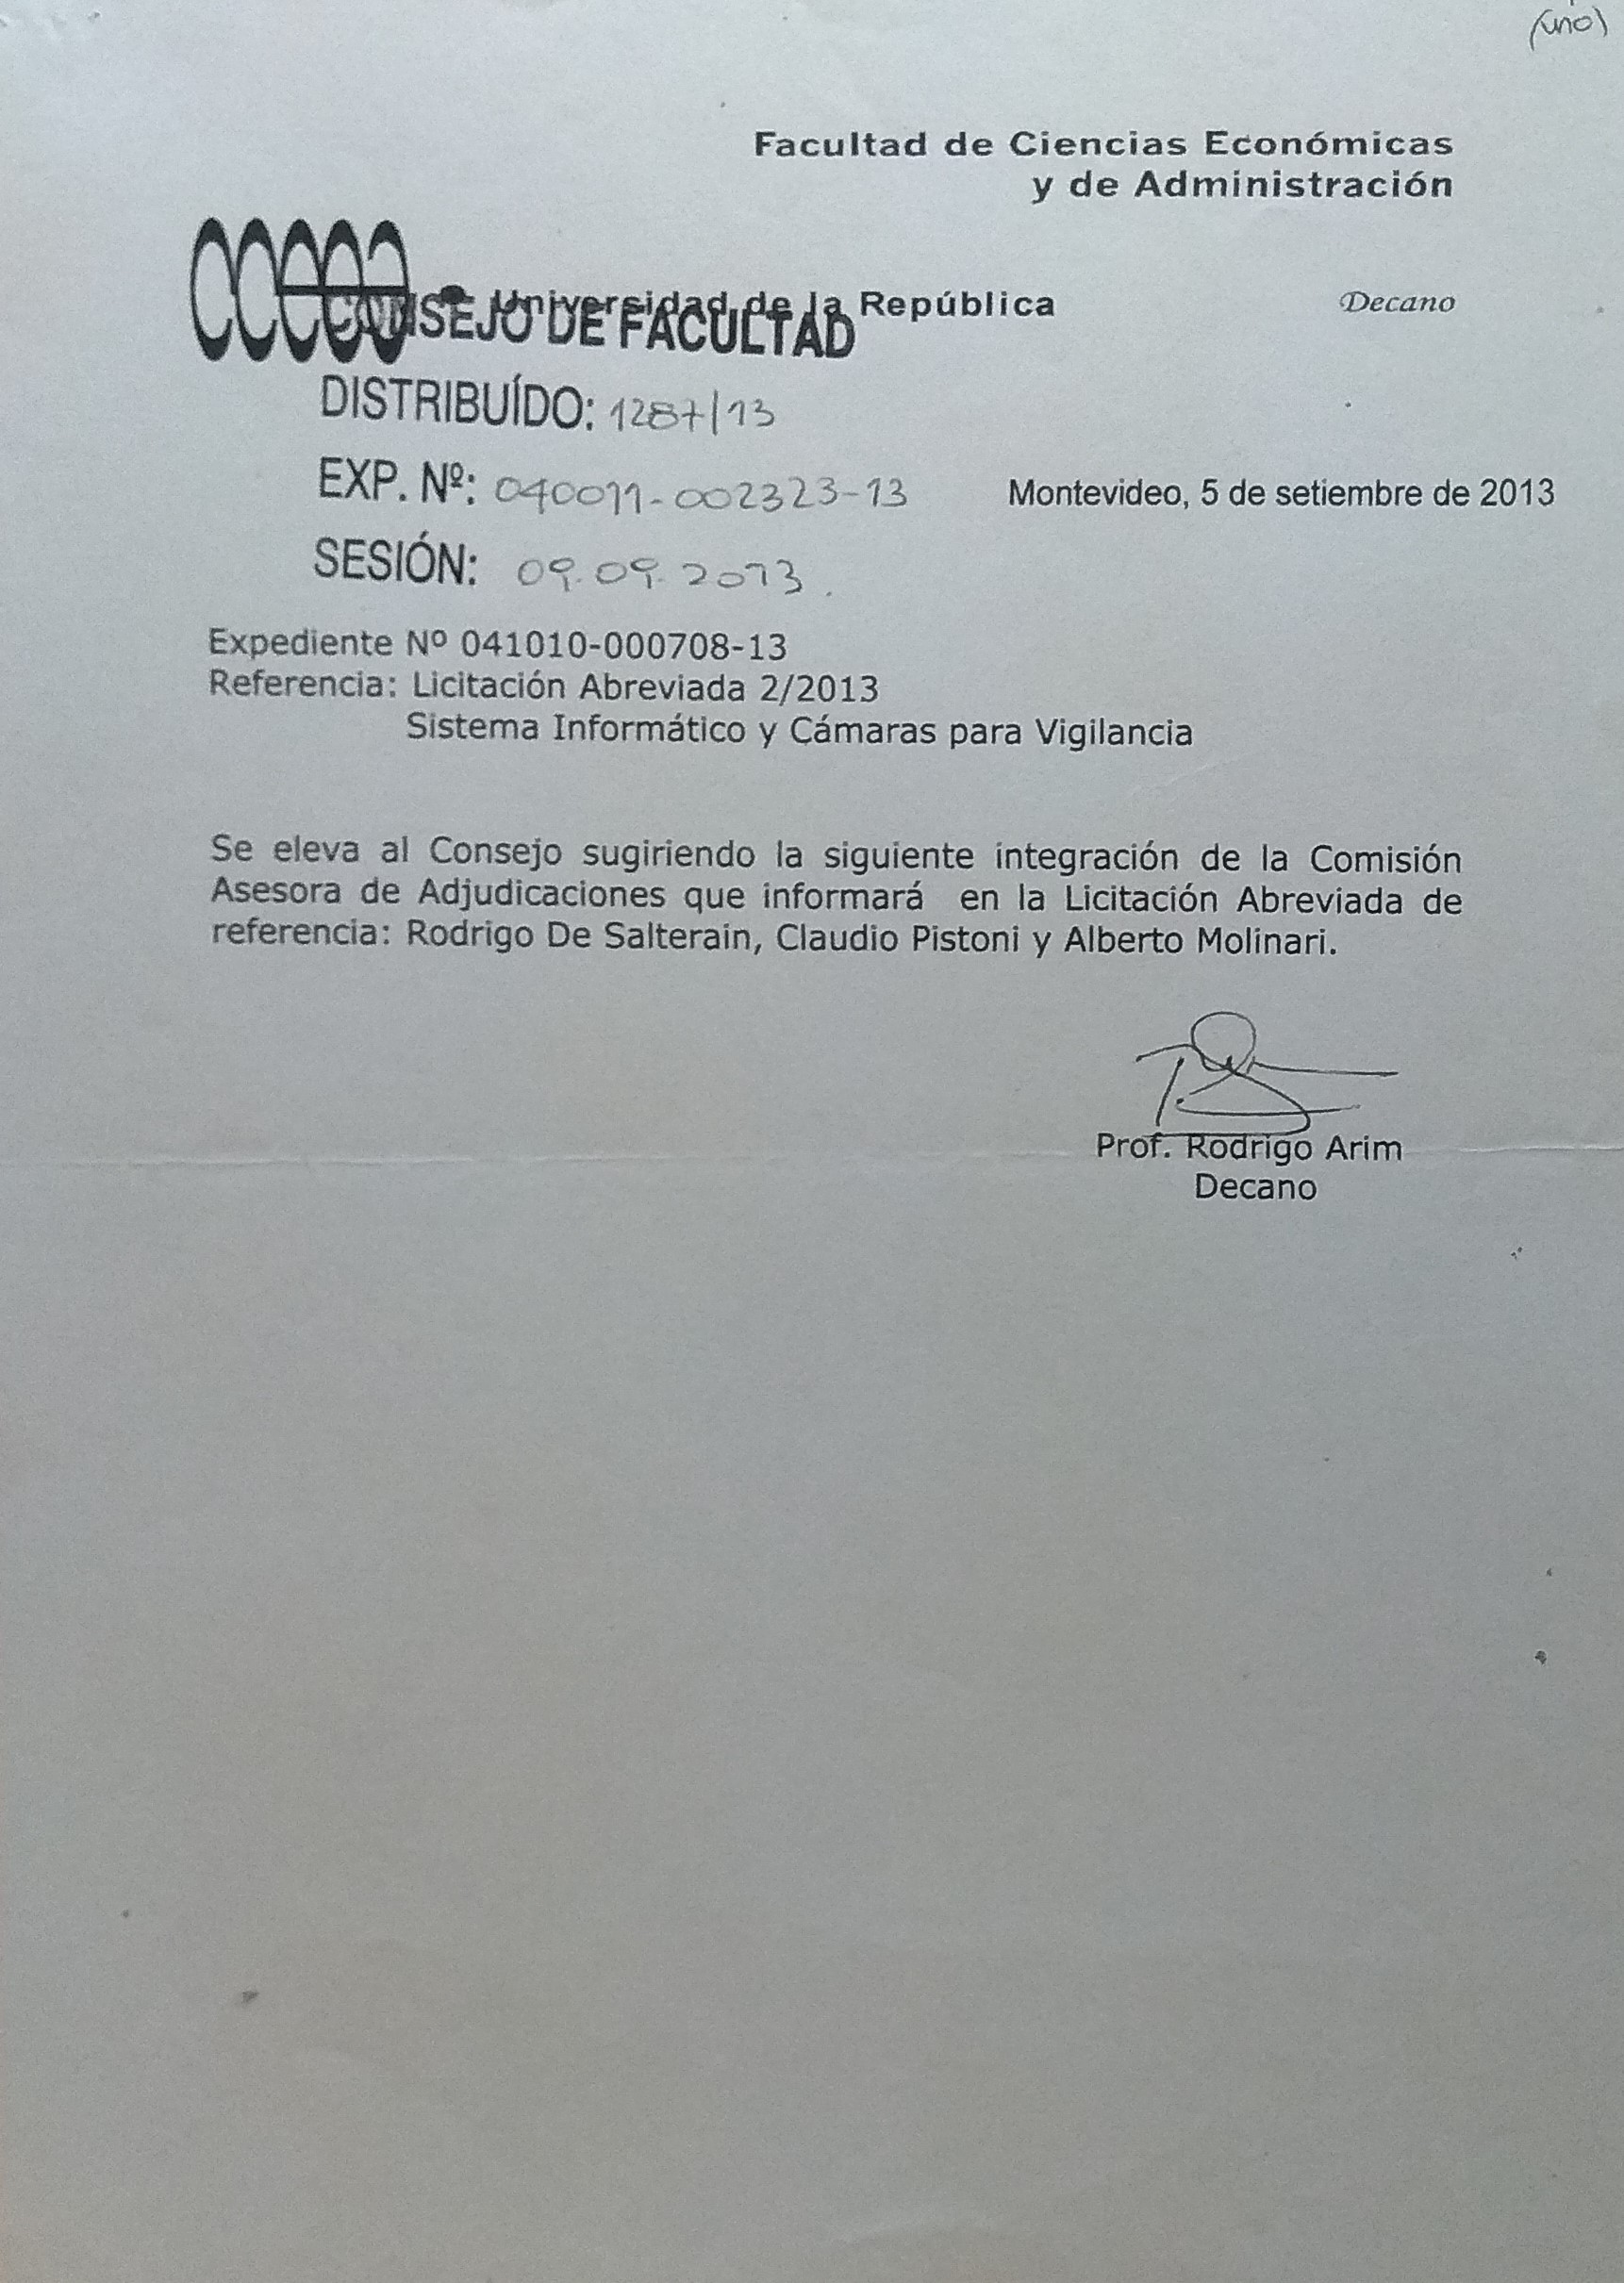 (uno)
Facultad de Ciencias Económicas
y de Administración
cceea
Universidad de la República
Decano
CONSEJO DE FACULTAD
DISTRIBUÍDO: 1287/13
EXP. Nº: 040011-002323-13
Montevideo, 5 de setiembre de 2013
SESIÓN: 09.09.2013.
Expediente Nº 041010-000708-13
Referencia: Licitación Abreviada 2/2013
Sistema Informático y Cámaras para Vigilancia
Se eleva al Consejo sugiriendo la siguiente integración de la Comisión
Asesora de Adjudicaciones que informará en la Licitación Abreviada de
referencia: Rodrigo De Salterain, Claudio Pistoni y Alberto Molinari.
Prof. Rodrigo Arim
Decano